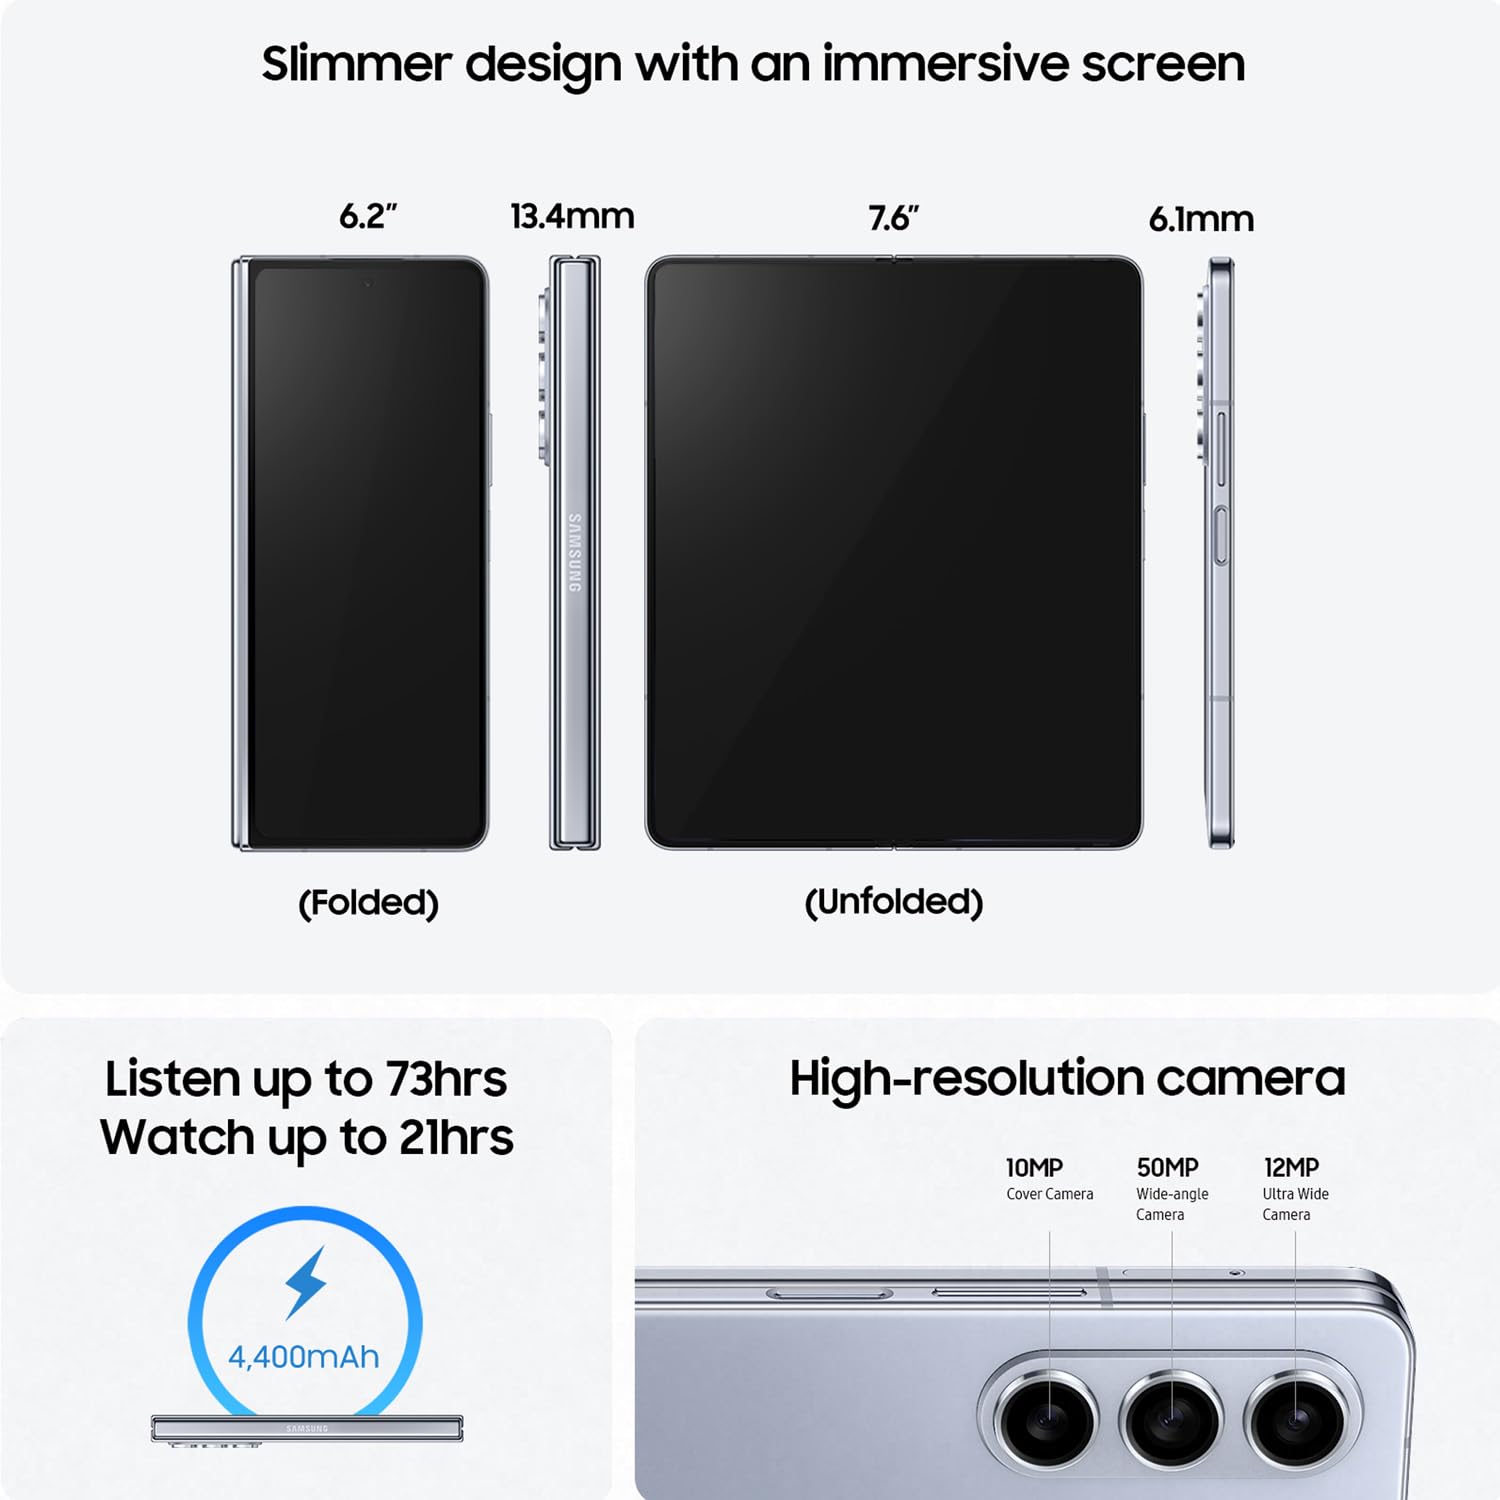 Slimmer design with an immersive screen
6.2”
13.4mm
7.6”
6.1mm
SAMSUNG
(Folded)
(Unfolded)
Listen up to 73hrs
Watch up to 21hrs
4,400mAh
SAMSUNG
High-resolution camera
10MP
Cover Camera
50MP
Wide-angle
Camera
12MP
Ultra Wide
Camera